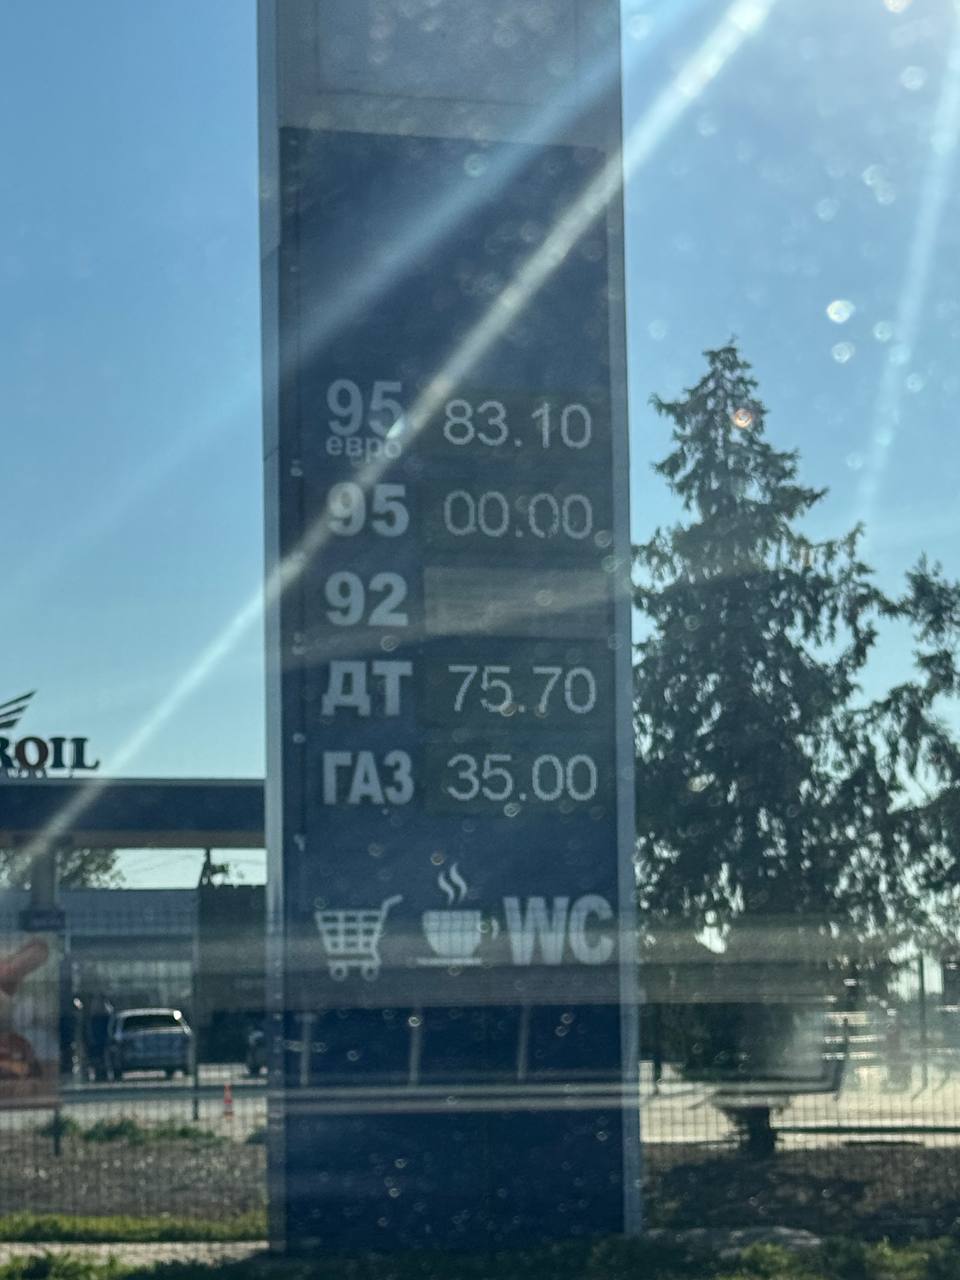 95 83.10
евро
95 00.00
92
ДТ 75.70
ГАЗ 35.00
WC
ROIL